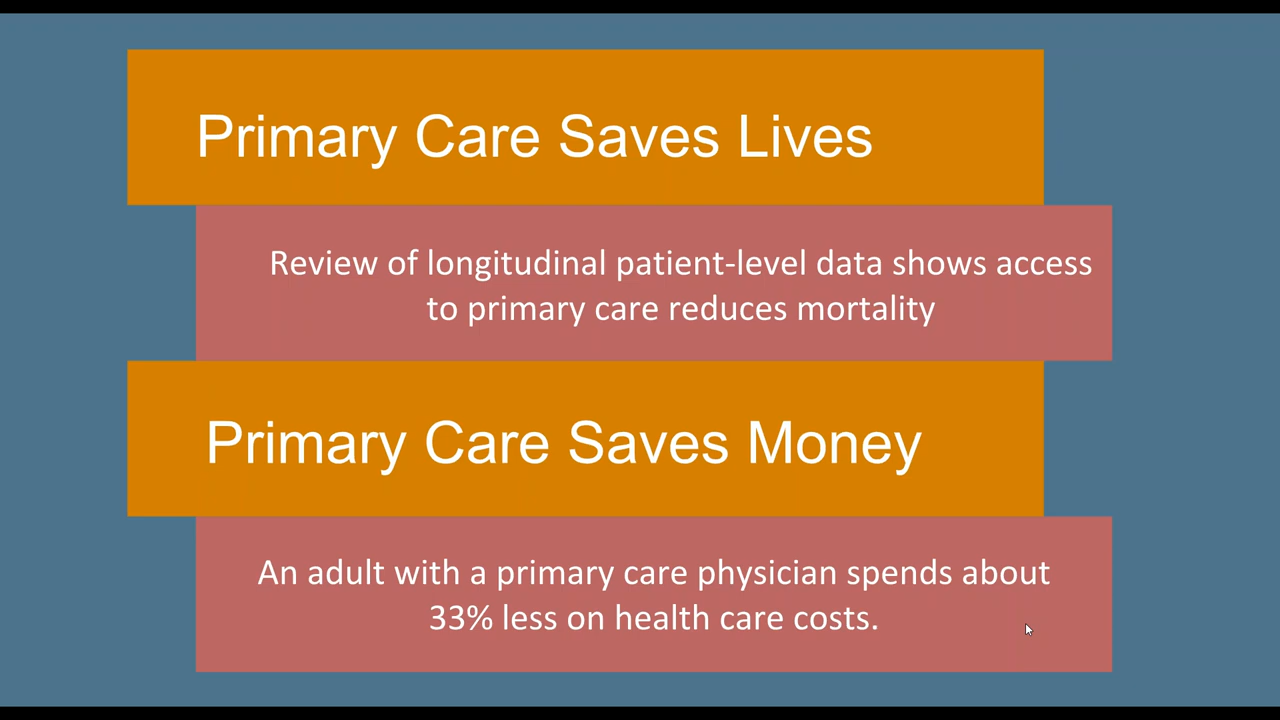 Primary Care Saves Lives
Review of longitudinal patient-level data shows access
to primary care reduces mortality
Primary Care Saves Money
An adult with a primary care physician spends about
33% less on health care costs.